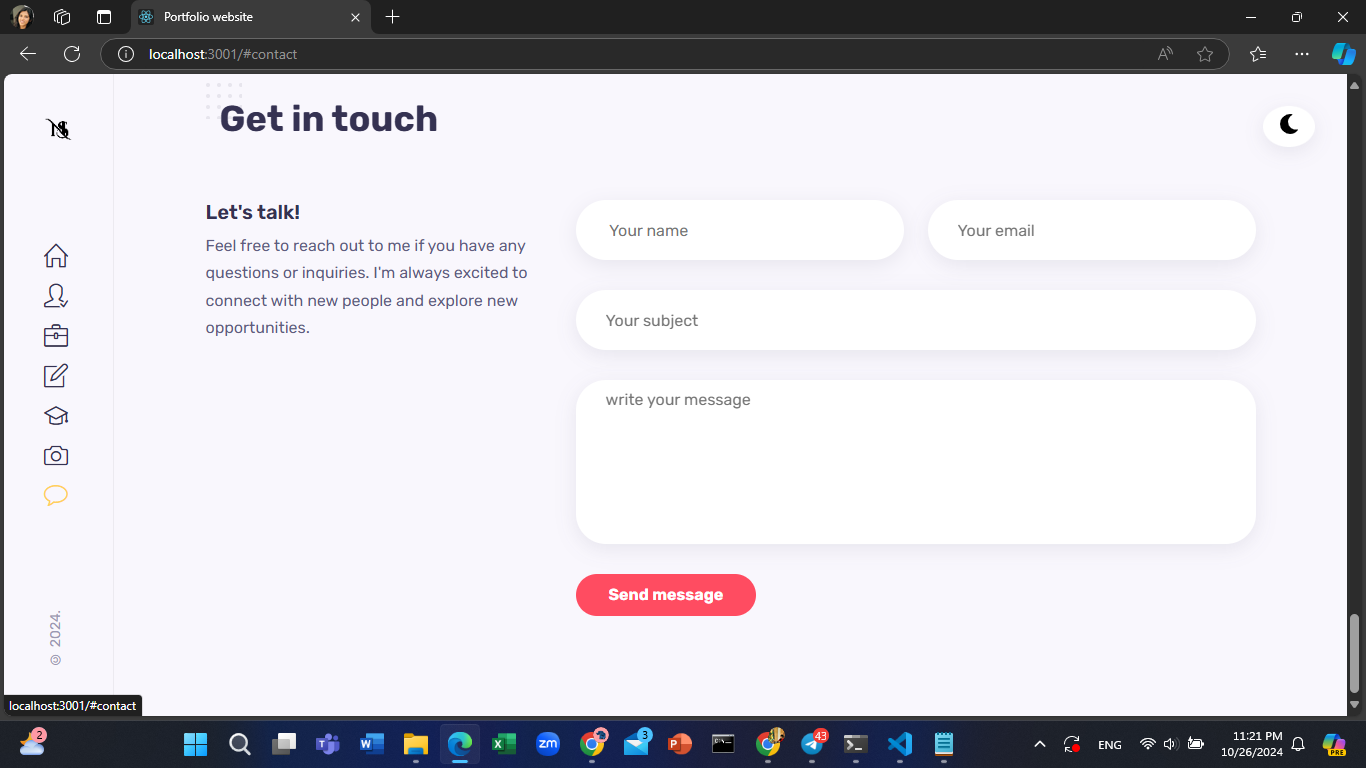 Portfolio website
localhost:3001/#contact
Get in touch
Let's talk!
Feel free to reach out to me if you have any
questions or inquiries. I'm always excited to
connect with new people and explore new
opportunities.
Your name
Your email
Your subject
write your message
Send message
© 2024.
localhost:3001/#contact
2
zm
3
43
PRE
ENG
11:21 PM
10/26/2024